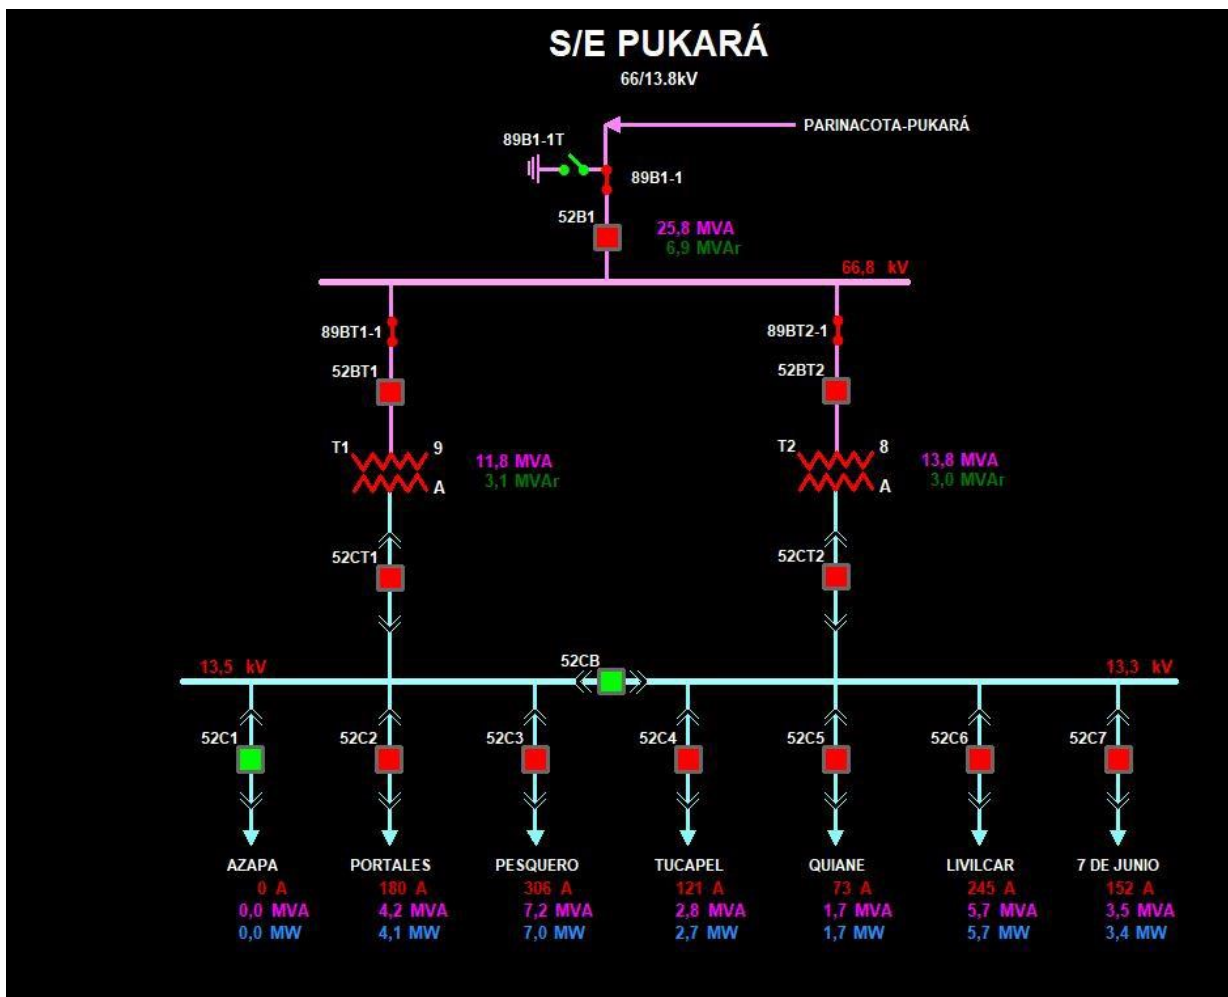 S/E PUKARÁ
66/13.8kV
PARINACOTA-PUKARÁ
89B1-1T
89B1-1
52B1
25,8 MVA
6,9 MVAr
66,8 kV
89BT1-1
89BT2-1
52BT1
52BT2
T1 9
11,8 MVA
3,1 MVAr
A
T2 8
13,8 MVA
3,0 MVAr
A
52CT1
52CT2
13,5 kV
52CB
13,3 kV
52C1 52C2 52C3 52C4 52C5 52C6 52C7
AZAPA PORTALES PESQUERO TUCAPEL QUIANE LIVILCAR 7 DE JUNIO
0 A 180 A 306 A 121 A 73 A 245 A 152 A
0,0 MVA 4,2 MVA 7,2 MVA 2,8 MVA 1,7 MVA 5,7 MVA 3,5 MVA
0,0 MW 4,1 MW 7,0 MW 2,7 MW 1,7 MW 5,7 MW 3,4 MW